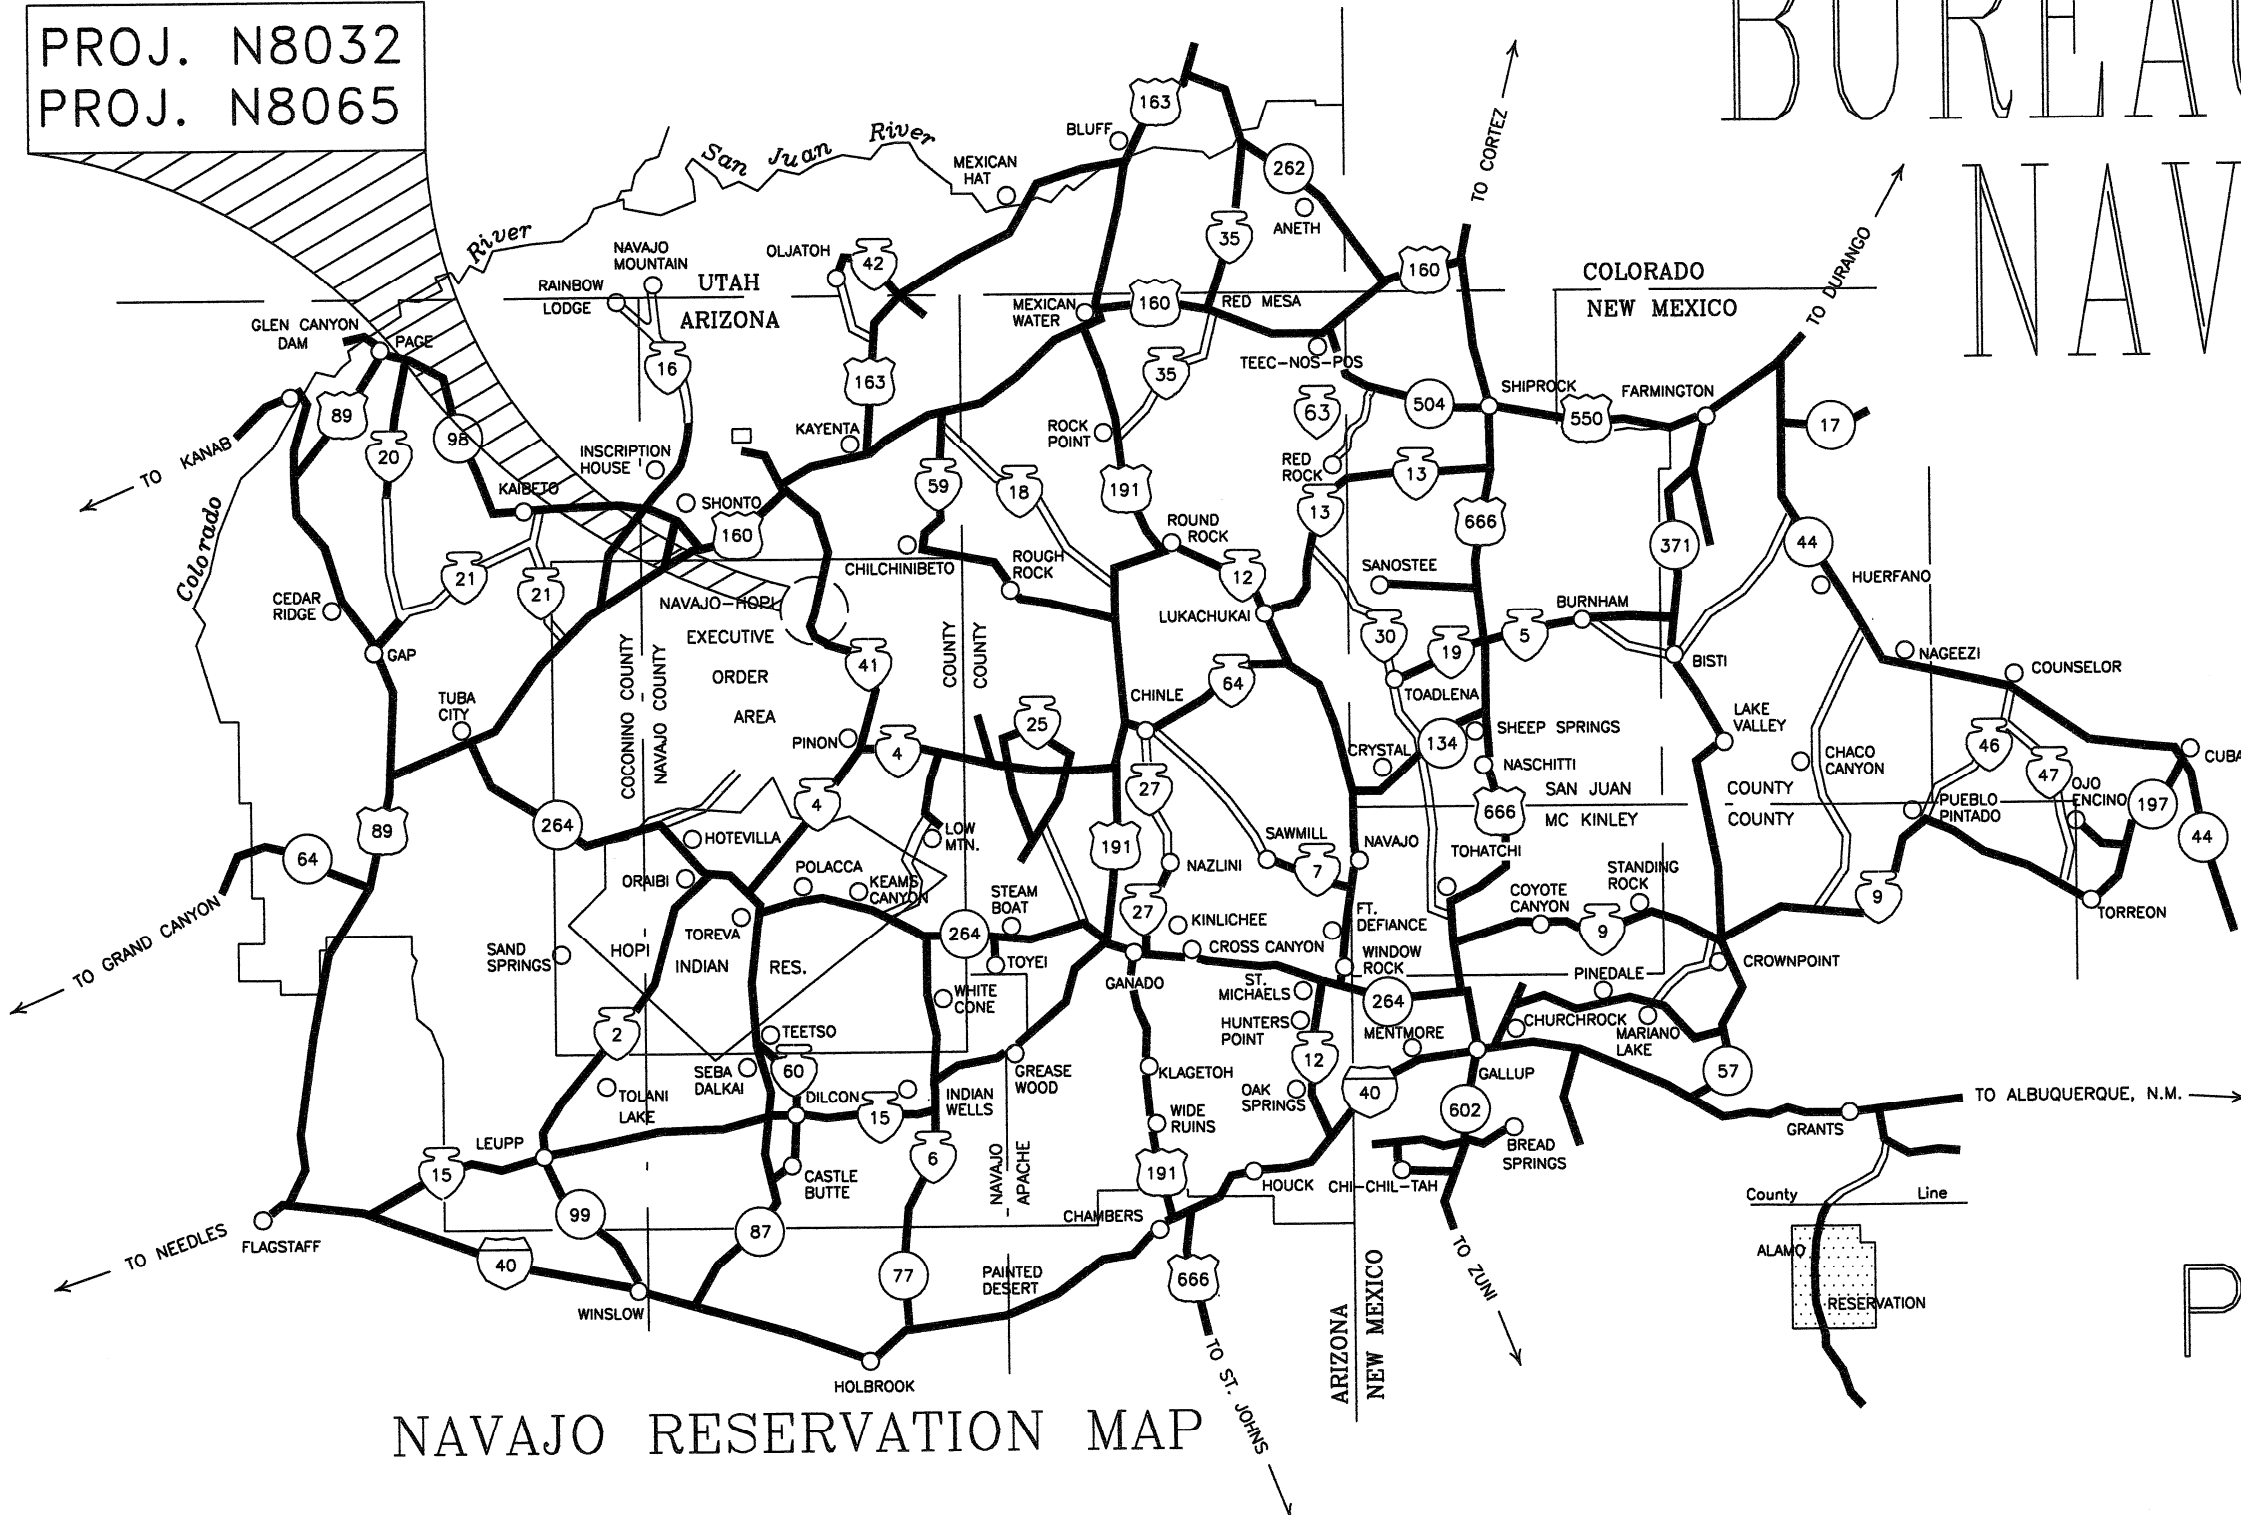 PROJ. N8032
PROJ. N8065
BUREAU
NAV
P
San Juan River
River
Colorado
BLUFF
163
MEXICAN
HAT
262
ANETH
TO CORTEZ
TO DURANGO
OLJATOH
42
35
160
NAVAJO
MOUNTAIN
RAINBOW
LODGE
UTAH
ARIZONA
COLORADO
NEW MEXICO
MEXICAN
WATER
160
RED MESA
GLEN CANYON
DAM
PAGE
16
163
35
TEEC-NOS-POS
63
504
SHIPROCK
550
FARMINGTON
17
89
20
98
TO KANAB
INSCRIPTION
HOUSE
KAYENTA
ROCK
POINT
RED
ROCK
13
13
59
18
191
666
KAIBETO
SHONTO
160
371
44
ROUND
ROCK
CHILCHINIBETO
ROUGH
ROCK
12
SANOSTEE
HUERFANO
21
21
CEDAR
RIDGE
NAVAJO-HOPI
EXECUTIVE
ORDER
AREA
LUKACHUKAI
BURNHAM
30
19
5
GAP
COCONINO COUNTY
NAVAJO COUNTY
COUNTY
COUNTY
41
BISTI
NAGEEZI
COUNSELOR
TUBA
CITY
64
TOADLENA
CHINLE
25
PINON
4
134
SHEEP SPRINGS
LAKE
VALLEY
CRYSTAL
NASCHITTI
CHACO
CANYON
46
47
CUBA
OJO
ENCINO
197
27
4
264
SAN JUAN COUNTY
MC KINLEY COUNTY
666
PUEBLO
PINTADO
44
89
HOTEVILLA
LOW
MTN.
191
SAWMILL
NAVAJO
TOHATCHI
64
POLACCA
NAZLINI
7
STANDING
ROCK
ORAIBI
KEAMS
CANYON
STEAM
BOAT
COYOTE
CANYON
9
TO GRAND CANYON
27
FT.
DEFIANCE
9
TORREON
TOREVA
264
KINLICHEE
SAND
SPRINGS
HOPI
INDIAN
RES.
TOYEI
CROSS CANYON
WINDOW
ROCK
CROWNPOINT
GANADO
PINEDALE
WHITE
CONE
ST.
MICHAELS
264
2
TEETSO
HUNTERS
POINT
MENTMORE
CHURCHROCK
MARIANO
LAKE
SEBA
DALKAI
60
GREASE
WOOD
KLAGETOH
12
GALLUP
57
TOLANI
LAKE
DILCON
15
INDIAN
WELLS
OAK
SPRINGS
40
602
TO ALBUQUERQUE, N.M.
WIDE
RUINS
GRANTS
LEUPP
15
6
NAVAJO
APACHE
BREAD
SPRINGS
CASTLE
BUTTE
191
HOUCK
CHI-CHIL-TAH
County Line
99
87
CHAMBERS
FLAGSTAFF
TO NEEDLES
40
77
PAINTED
DESERT
666
ALAMO
RESERVATION
TO ZUNI
WINSLOW
ARIZONA
NEW MEXICO
HOLBROOK
TO ST. JOHNS
NAVAJO RESERVATION MAP